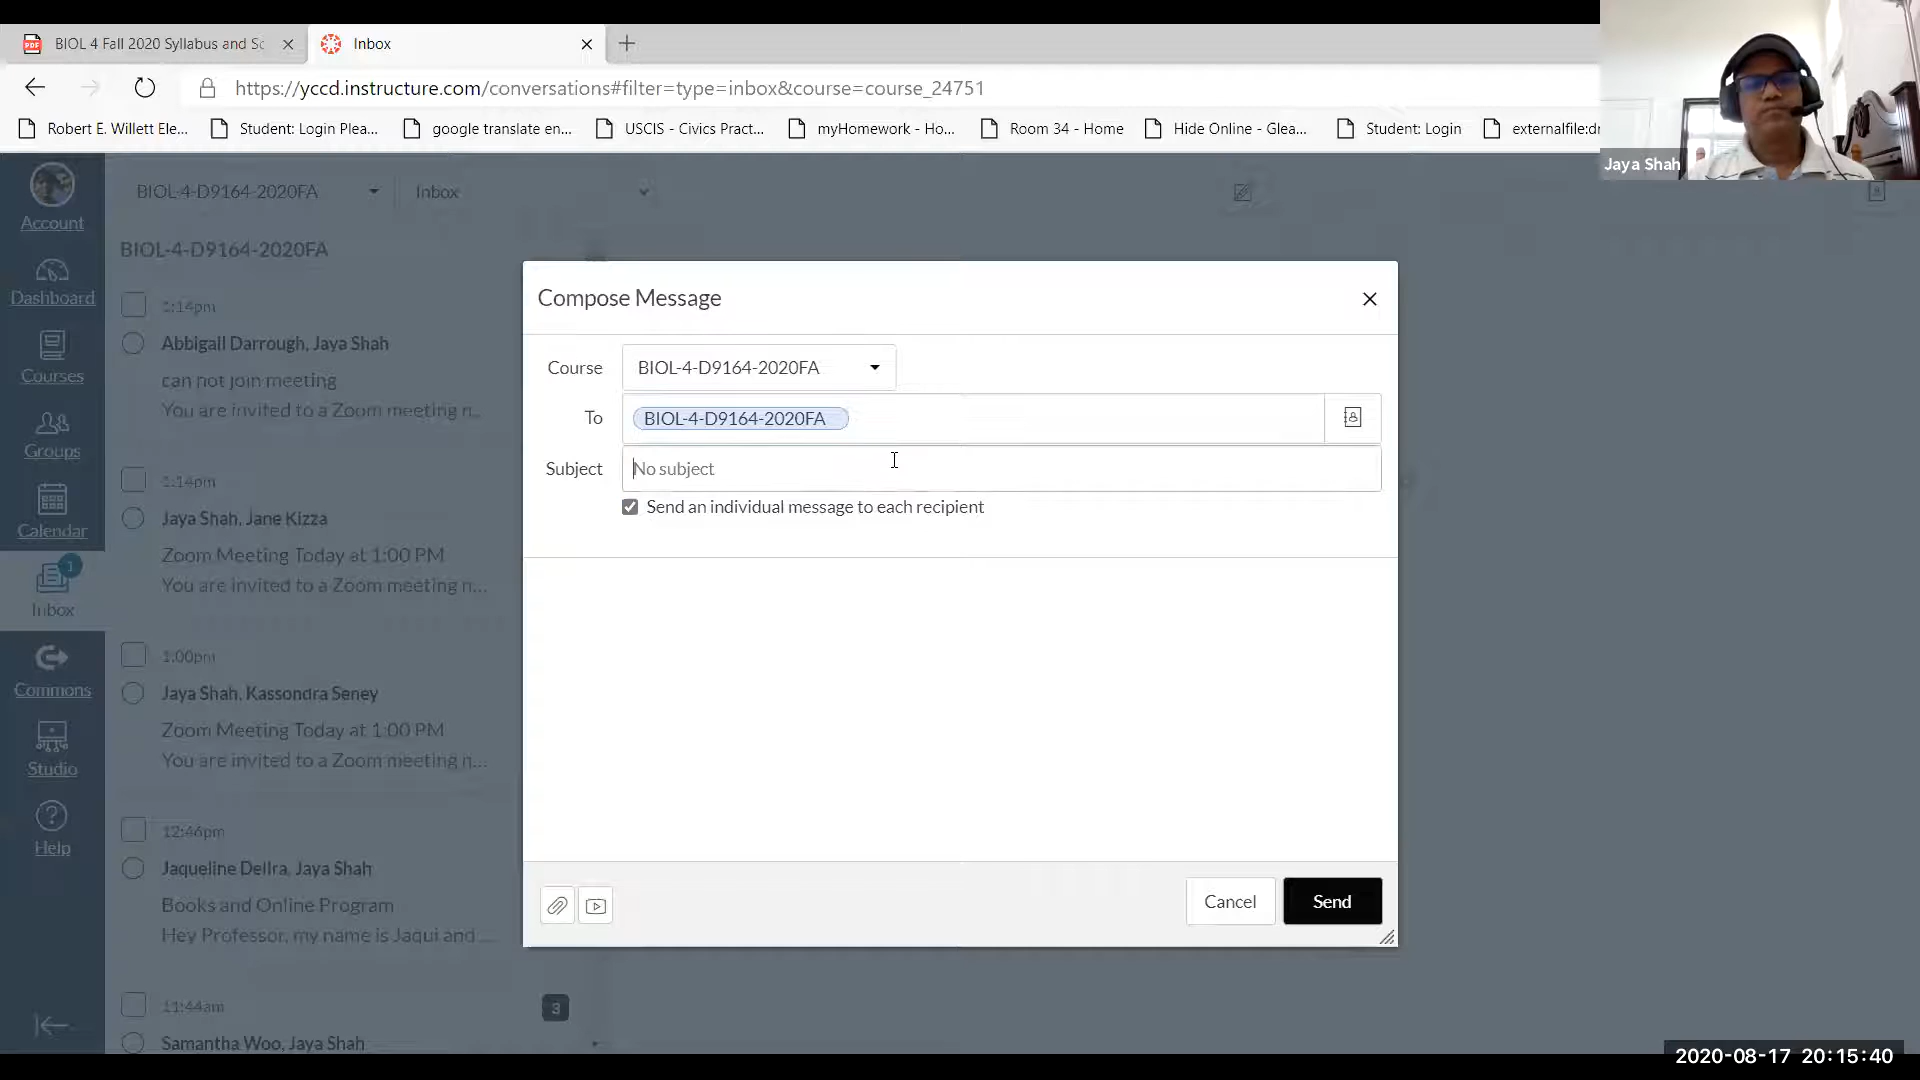 BIOL 4 Fall 2020 Syllabus and Sc
Inbox
https://yccd.instructure.com/conversations#filter=type=inbox&course=course_24751
Robert E. Willett Ele...
Student: Login Plea...
google translate en...
USCIS - Civics Pract...
myHomework - Ho...
Room 34 - Home
Hide Online - Glea...
Student: Login
externalfile:dr
Jaya Shah
Account
Dashboard
Courses
Groups
Calendar
1
Inbox
Commons
Studio
Help
BIOL-4-D9164-2020FA
Inbox
BIOL-4-D9164-2020FA
1:14pm
Abbigail Darrough, Jaya Shah
can not join meeting
You are invited to a Zoom meeting n...
1:14pm
Jaya Shah, Jane Kizza
Zoom Meeting Today at 1:00 PM
You are invited to a Zoom meeting n...
1:00pm
Jaya Shah, Kassondra Seney
Zoom Meeting Today at 1:00 PM
You are invited to a Zoom meeting n...
12:46pm
Jaqueline Dellra, Jaya Shah
Books and Online Program
Hey Professor, my name is Jaqui and ...
11:44am
3
Samantha Woo, Jaya Shah
Compose Message
Course
BIOL-4-D9164-2020FA
To
BIOL-4-D9164-2020FA
Subject
No subject
Send an individual message to each recipient
Cancel
Send
2020-08-17 20:15:40